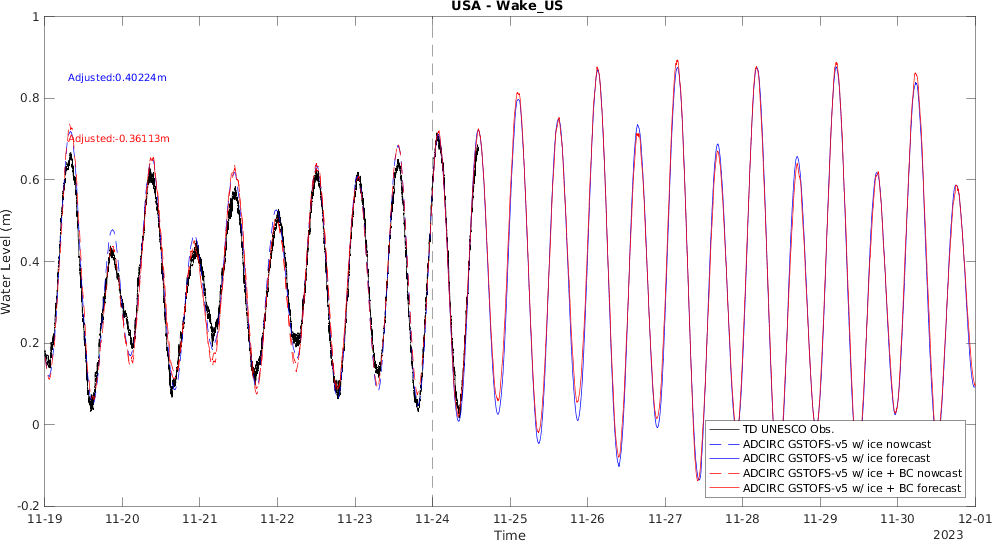 USA - Wake_US
Adjusted:0.40224m
Adjusted:-0.36113m
Water Level (m)
1
0.8
0.6
0.4
0.2
0
-0.2
11-19 11-20 11-21 11-22 11-23 11-24 11-25 11-26 11-27 11-28 11-29 11-30 12-01
Time
2023
TD UNESCO Obs.
ADCIRC GSTOFS-v5 w/ ice nowcast
ADCIRC GSTOFS-v5 w/ ice forecast
ADCIRC GSTOFS-v5 w/ ice + BC nowcast
ADCIRC GSTOFS-v5 w/ ice + BC forecast